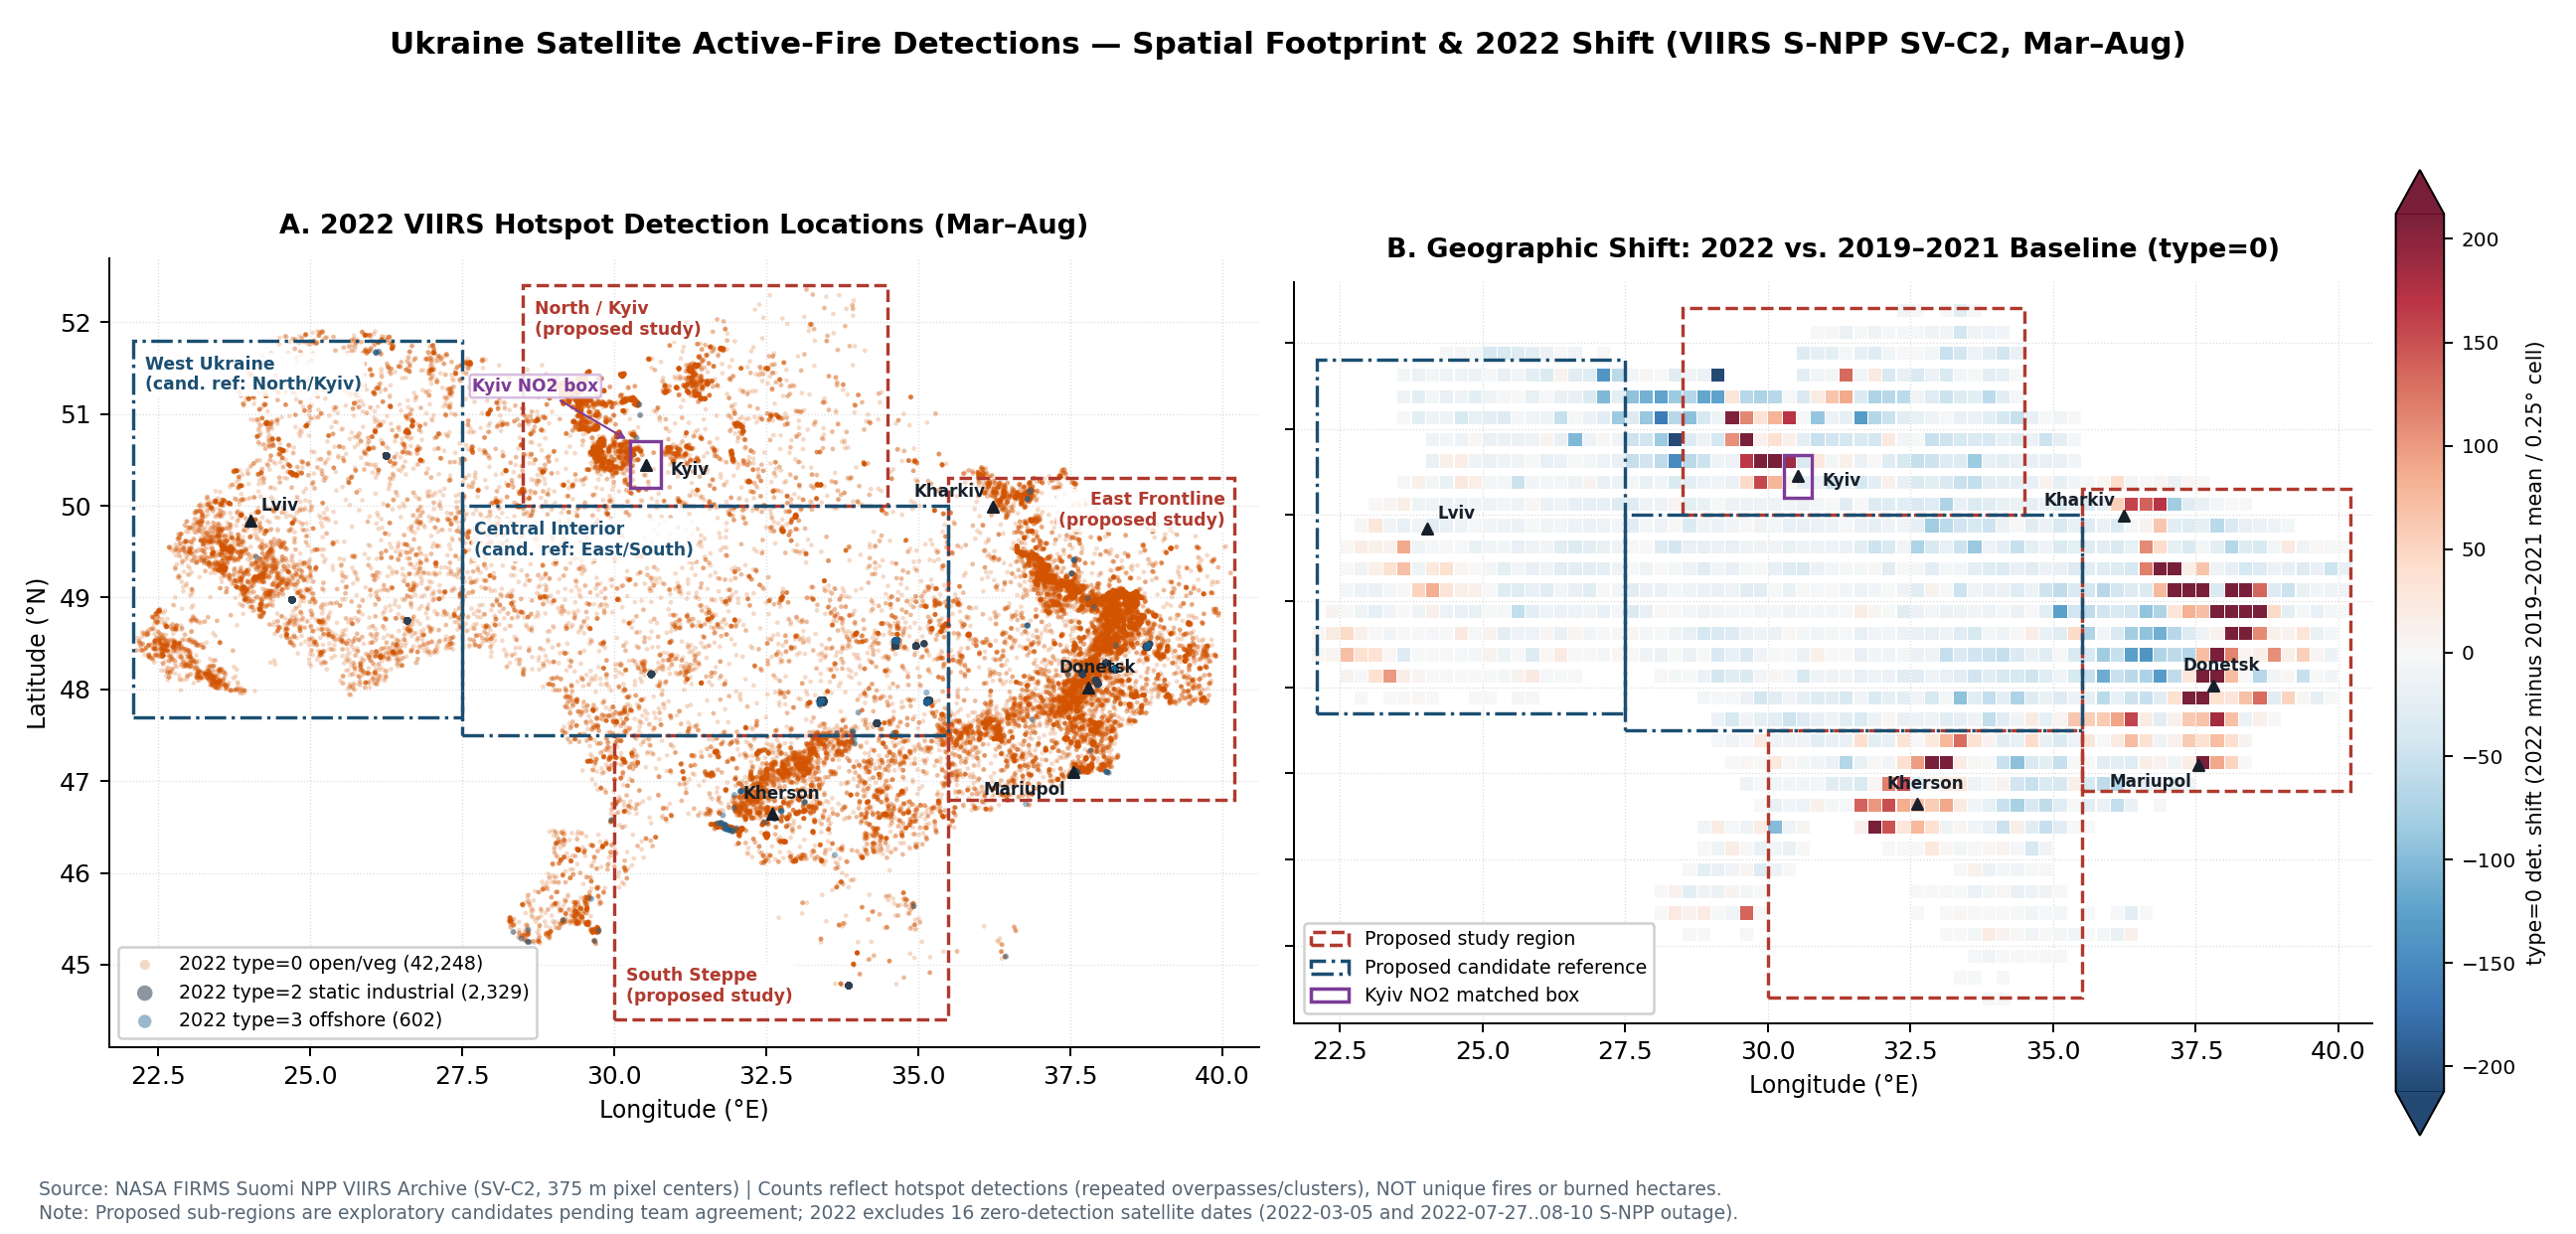 Ukraine Satellite Active-Fire Detections — Spatial Footprint & 2022 Shift (VIIRS S-NPP SV-C2, Mar–Aug)
A. 2022 VIIRS Hotspot Detection Locations (Mar–Aug)
North / Kyiv
(proposed study)
West Ukraine
(cand. ref: North/Kyiv)
Kyiv NO2 box
Kyiv
Kharkiv
East Frontline
(proposed study)
Lviv
Central Interior
(cand. ref: East/South)
Donetsk
Mariupol
Kherson
South Steppe
(proposed study)
2022 type=0 open/veg (42,248)
2022 type=2 static industrial (2,329)
2022 type=3 offshore (602)
52
51
50
49
48
47
46
45
Latitude (°N)
22.5
25.0
27.5
30.0
32.5
35.0
37.5
40.0
Longitude (°E)
B. Geographic Shift: 2022 vs. 2019–2021 Baseline (type=0)
Kyiv
Kharkiv
Lviv
Donetsk
Mariupol
Kherson
Proposed study region
Proposed candidate reference
Kyiv NO2 matched box
22.5
25.0
27.5
30.0
32.5
35.0
37.5
40.0
Longitude (°E)
200
150
100
50
0
−50
−100
−150
−200
type=0 det. shift (2022 minus 2019–2021 mean / 0.25° cell)
Source: NASA FIRMS Suomi NPP VIIRS Archive (SV-C2, 375 m pixel centers) | Counts reflect hotspot detections (repeated overpasses/clusters), NOT unique fires or burned hectares.
Note: Proposed sub-regions are exploratory candidates pending team agreement; 2022 excludes 16 zero-detection satellite dates (2022-03-05 and 2022-07-27..08-10 S-NPP outage).